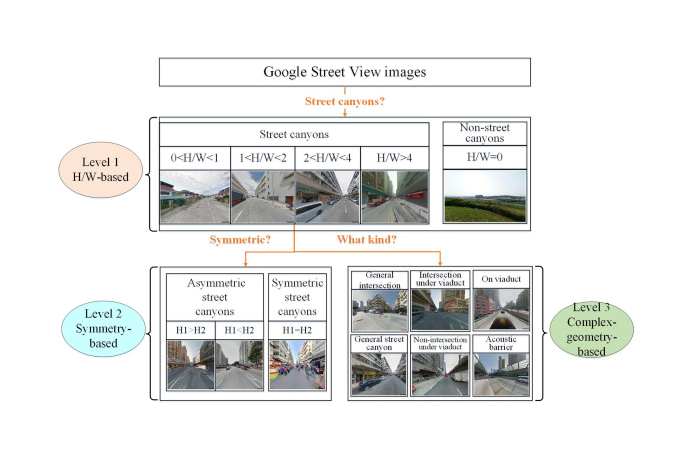 Google Street View images
Street canyons?
Street canyons
Non-street
canyons
0<H/W<1
1<H/W<2
2<H/W<4
H/W>4
H/W=0
Level 1
H/W-based
Symmetric?
What kind?
Asymmetric
street
canyons
Symmetric
street
canyons
H1>H2
H1<H2
H1=H2
Level 2
Symmetry-
based
General
intersection
Intersection
under viaduct
On viaduct
General street
canyon
Non-intersection
under viaduct
Acoustic
barrier
Level 3
Complex-
geometry-
based